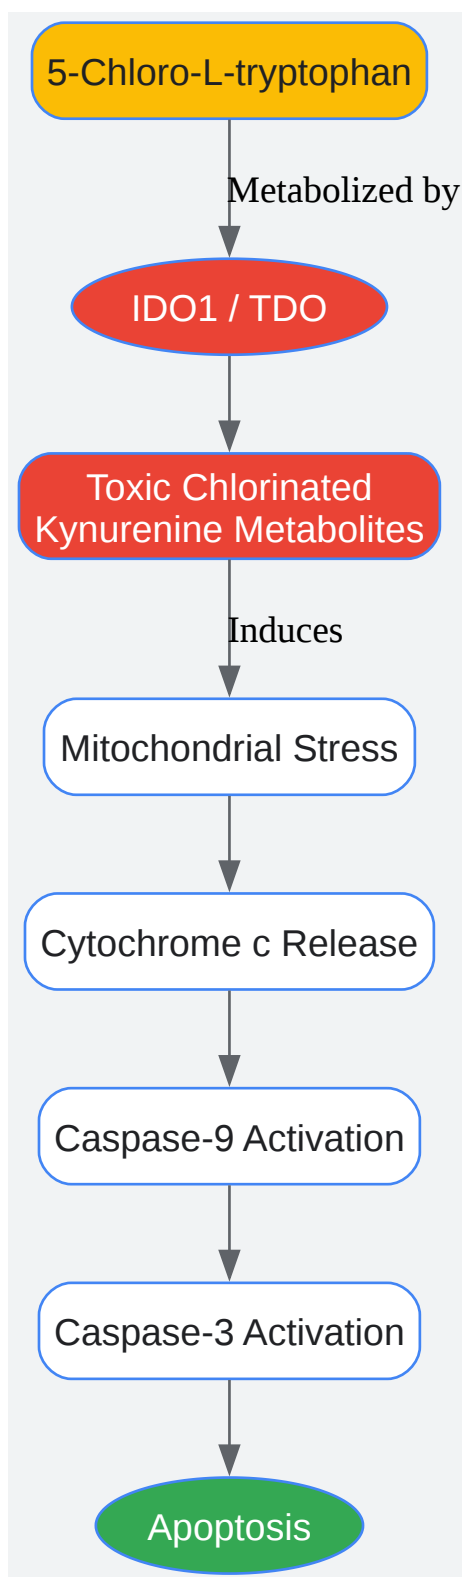 5-Chloro-L-tryptophan
Metabolized by
IDO1 / TDO
Toxic Chlorinated
Kynurenine Metabolites
Induces
Mitochondrial Stress
Cytochrome c Release
Caspase-9 Activation
Caspase-3 Activation
Apoptosis